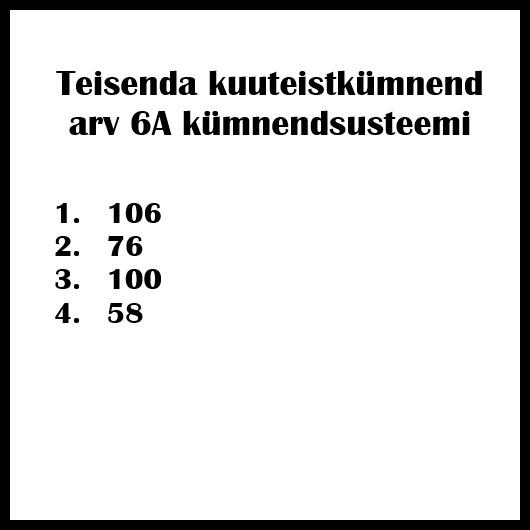 Teisenda kuuteistkümnend
arv 6A kümnendsusteemi
1. 106
2. 76
3. 100
4. 58